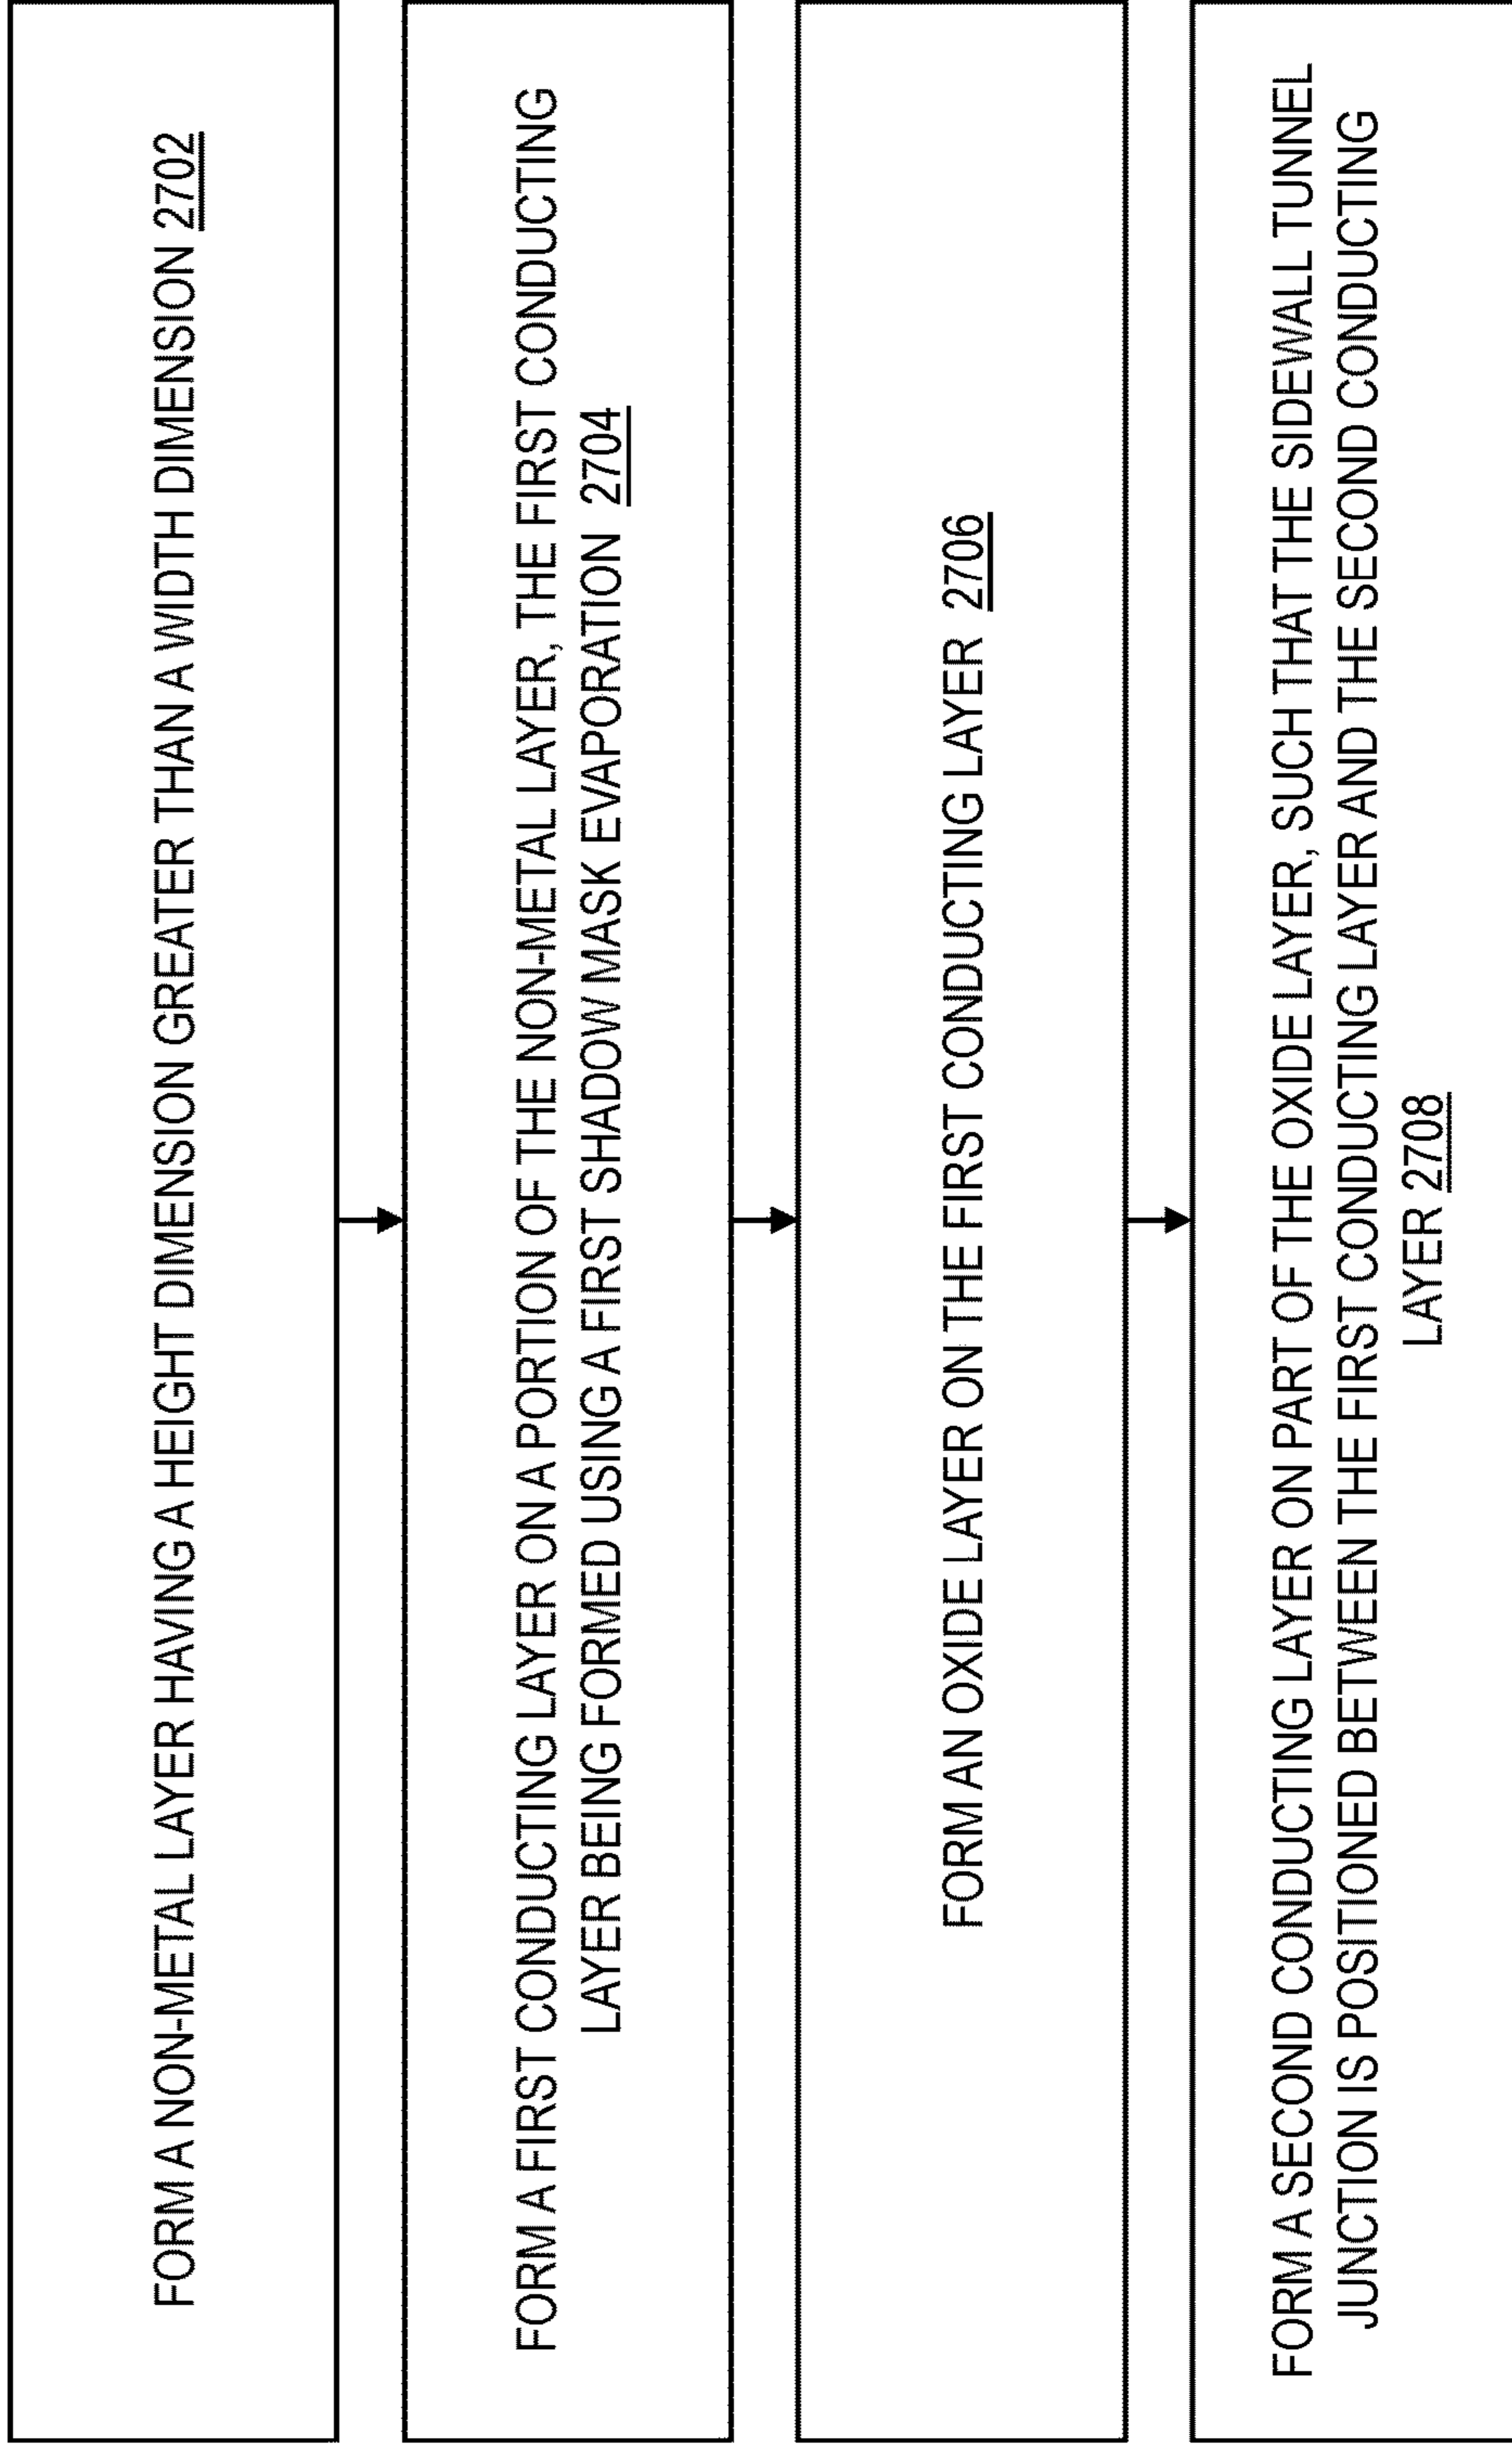 FORM A NON-METAL LAYER HAVING A HEIGHT DIMENSION GREATER THAN A WIDTH DIMENSION 2702
FORM A FIRST CONDUCTING LAYER ON A PORTION OF THE NON-METAL LAYER, THE FIRST CONDUCTING
LAYER BEING FORMED USING A FIRST SHADOW MASK EVAPORATION 2704
FORM AN OXIDE LAYER ON THE FIRST CONDUCTING LAYER 2706
FORM A SECOND CONDUCTING LAYER ON PART OF THE OXIDE LAYER, SUCH THAT THE SIDEWALL TUNNEL
JUNCTION IS POSITIONED BETWEEN THE FIRST CONDUCTING LAYER AND THE SECOND CONDUCTING
LAYER 2708